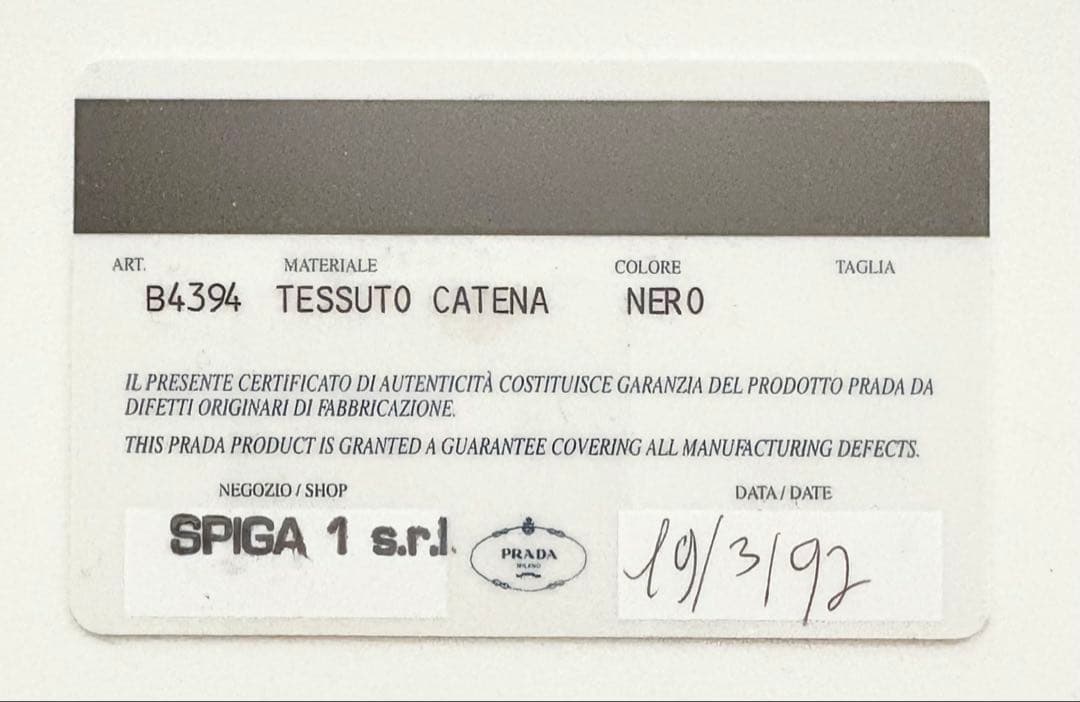 ART. MATERIALE COLORE TAGLIA
B4394 TESSUTO CATENA NERO
IL PRESENTE CERTIFICATO DI AUTENTICITÀ COSTITUISCE GARANZIA DEL PRODOTTO PRADA DA
DIFETTI ORIGINARI DI FABBRICAZIONE.
THIS PRADA PRODUCT IS GRANTED A GUARANTEE COVERING ALL MANUFACTURING DEFECTS.
NEGOZIO / SHOP DATA / DATE
SPIGA 1 s.r.l.
PRADA
MILANO
19/3/92